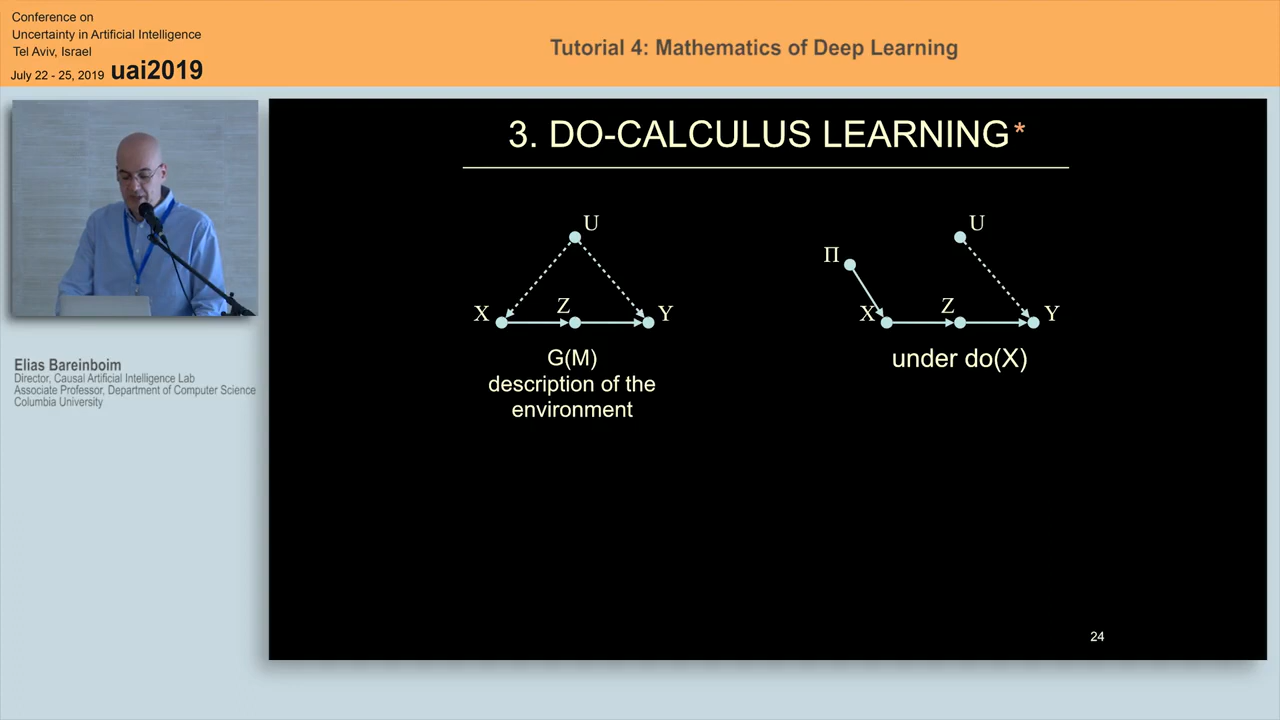 Conference on
Uncertainty in Artificial Intelligence
Tel Aviv, Israel
July 22 - 25, 2019 uai2019
Tutorial 4: Mathematics of Deep Learning
Elias Bareinboim
Director, Causal Artificial Intelligence Lab
Associate Professor, Department of Computer Science
Columbia University
3. DO-CALCULUS LEARNING*
U
X Z Y
G(M)
description of the
environment
U
Π
X Z Y
under do(X)
24